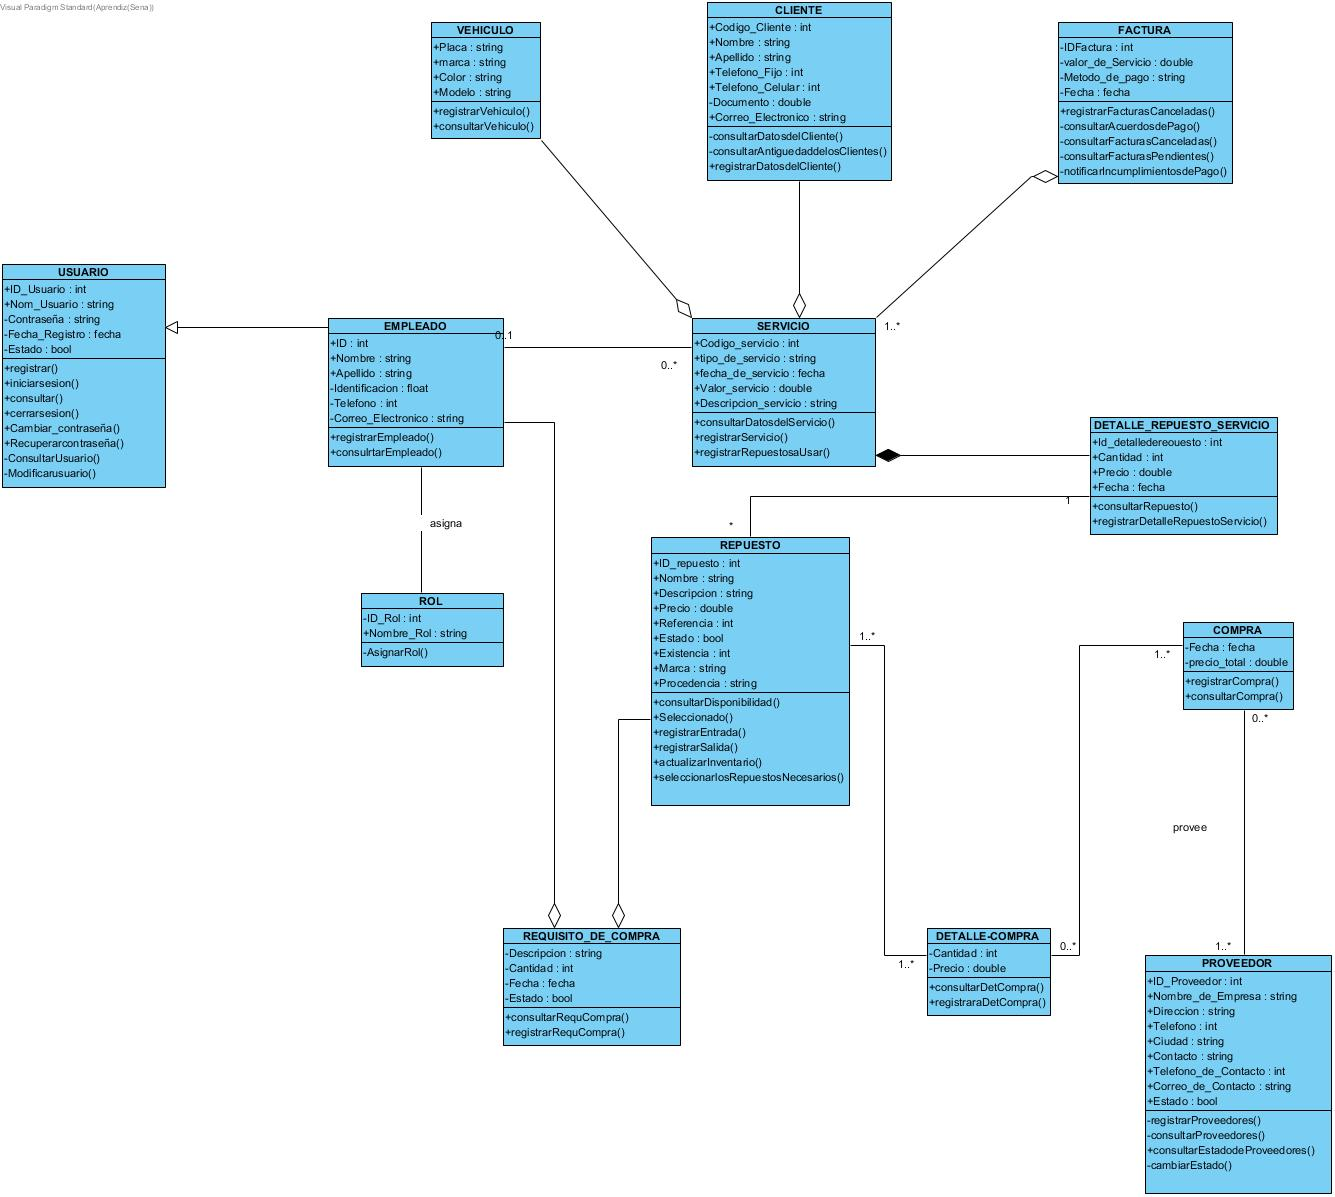 Visual Paradigm Standard(Aprendiz(Sena))
VEHICULO
+Placa : string
+marca : string
+Color : string
+Modelo : string
+registrarVehiculo()
+consultarVehiculo()
CLIENTE
+Codigo_Cliente : int
+Nombre : string
+Apellido : string
+Telefono_Fijo : int
+Telefono_Celular : int
-Documento : double
+Correo_Electronico : string
-consultarDatosdelCliente()
-consultarAntiguedaddelosClientes()
+registrarDatosdelCliente()
FACTURA
-IDFactura : int
-valor_de_Servicio : double
-Metodo_de_pago : string
-Fecha : fecha
+registrarFacturasCanceladas()
-consultarAcuerdosdePago()
-consultarFacturasCanceladas()
-consultarFacturasPendientes()
-notificarIncumplimientosdePago()
USUARIO
+ID_Usuario : int
+Nom_Usuario : string
-Contraseña : string
-Fecha_Registro : fecha
-Estado : bool
+registrar()
+iniciarsesion()
+consultar()
+cerrarsesion()
+Cambiar_contraseña()
+Recuperarcontraseña()
-ConsultarUsuario()
-Modificarusuario()
EMPLEADO
+ID : int
+Nombre : string
+Apellido : string
-Identificacion : float
-Telefono : int
-Correo_Electronico : string
+registrarEmpleado()
+consulrtarEmpleado()
0..1
0..*
SERVICIO
+Codigo_servicio : int
+tipo_de_servicio : string
+fecha_de_servicio : fecha
+Valor_servicio : double
+Descripcion_servicio : string
+consultarDatosdelServicio()
+registrarServicio()
+registrarRepuestosaUsar()
1..*
DETALLE_REPUESTO_SERVICIO
+Id_detalledereouesto : int
+Cantidad : int
+Precio : double
+Fecha : fecha
+consultarRepuesto()
+registrarDetalleRepuestoServicio()
1
*
asigna
ROL
-ID_Rol : int
+Nombre_Rol : string
-AsignarRol()
REPUESTO
+ID_repuesto : int
+Nombre : string
+Descripcion : string
+Precio : double
+Referencia : int
+Estado : bool
+Existencia : int
+Marca : string
+Procedencia : string
+consultarDisponibilidad()
+Seleccionado()
+registrarEntrada()
+registrarSalida()
+actualizarInventario()
+seleccionarlosRepuestosNecesarios()
1..*
1..*
COMPRA
-Fecha : fecha
-precio_total : double
+registrarCompra()
+consultarCompra()
1..*
0..*
provee
1..*
REQUISITO_DE_COMPRA
-Descripcion : string
-Cantidad : int
-Fecha : fecha
-Estado : bool
+consultarRequCompra()
+registrarRequCompra()
DETALLE-COMPRA
-Cantidad : int
-Precio : double
+consultarDetCompra()
+registraraDetCompra()
0..*
PROVEEDOR
+ID_Proveedor : int
+Nombre_de_Empresa : string
+Direccion : string
+Telefono : int
+Ciudad : string
+Contacto : string
+Telefono_de_Contacto : int
+Correo_de_Contacto : string
+Estado : bool
-registrarProveedores()
-consultarProveedores()
+consultarEstadodeProveedores()
-cambiarEstado()